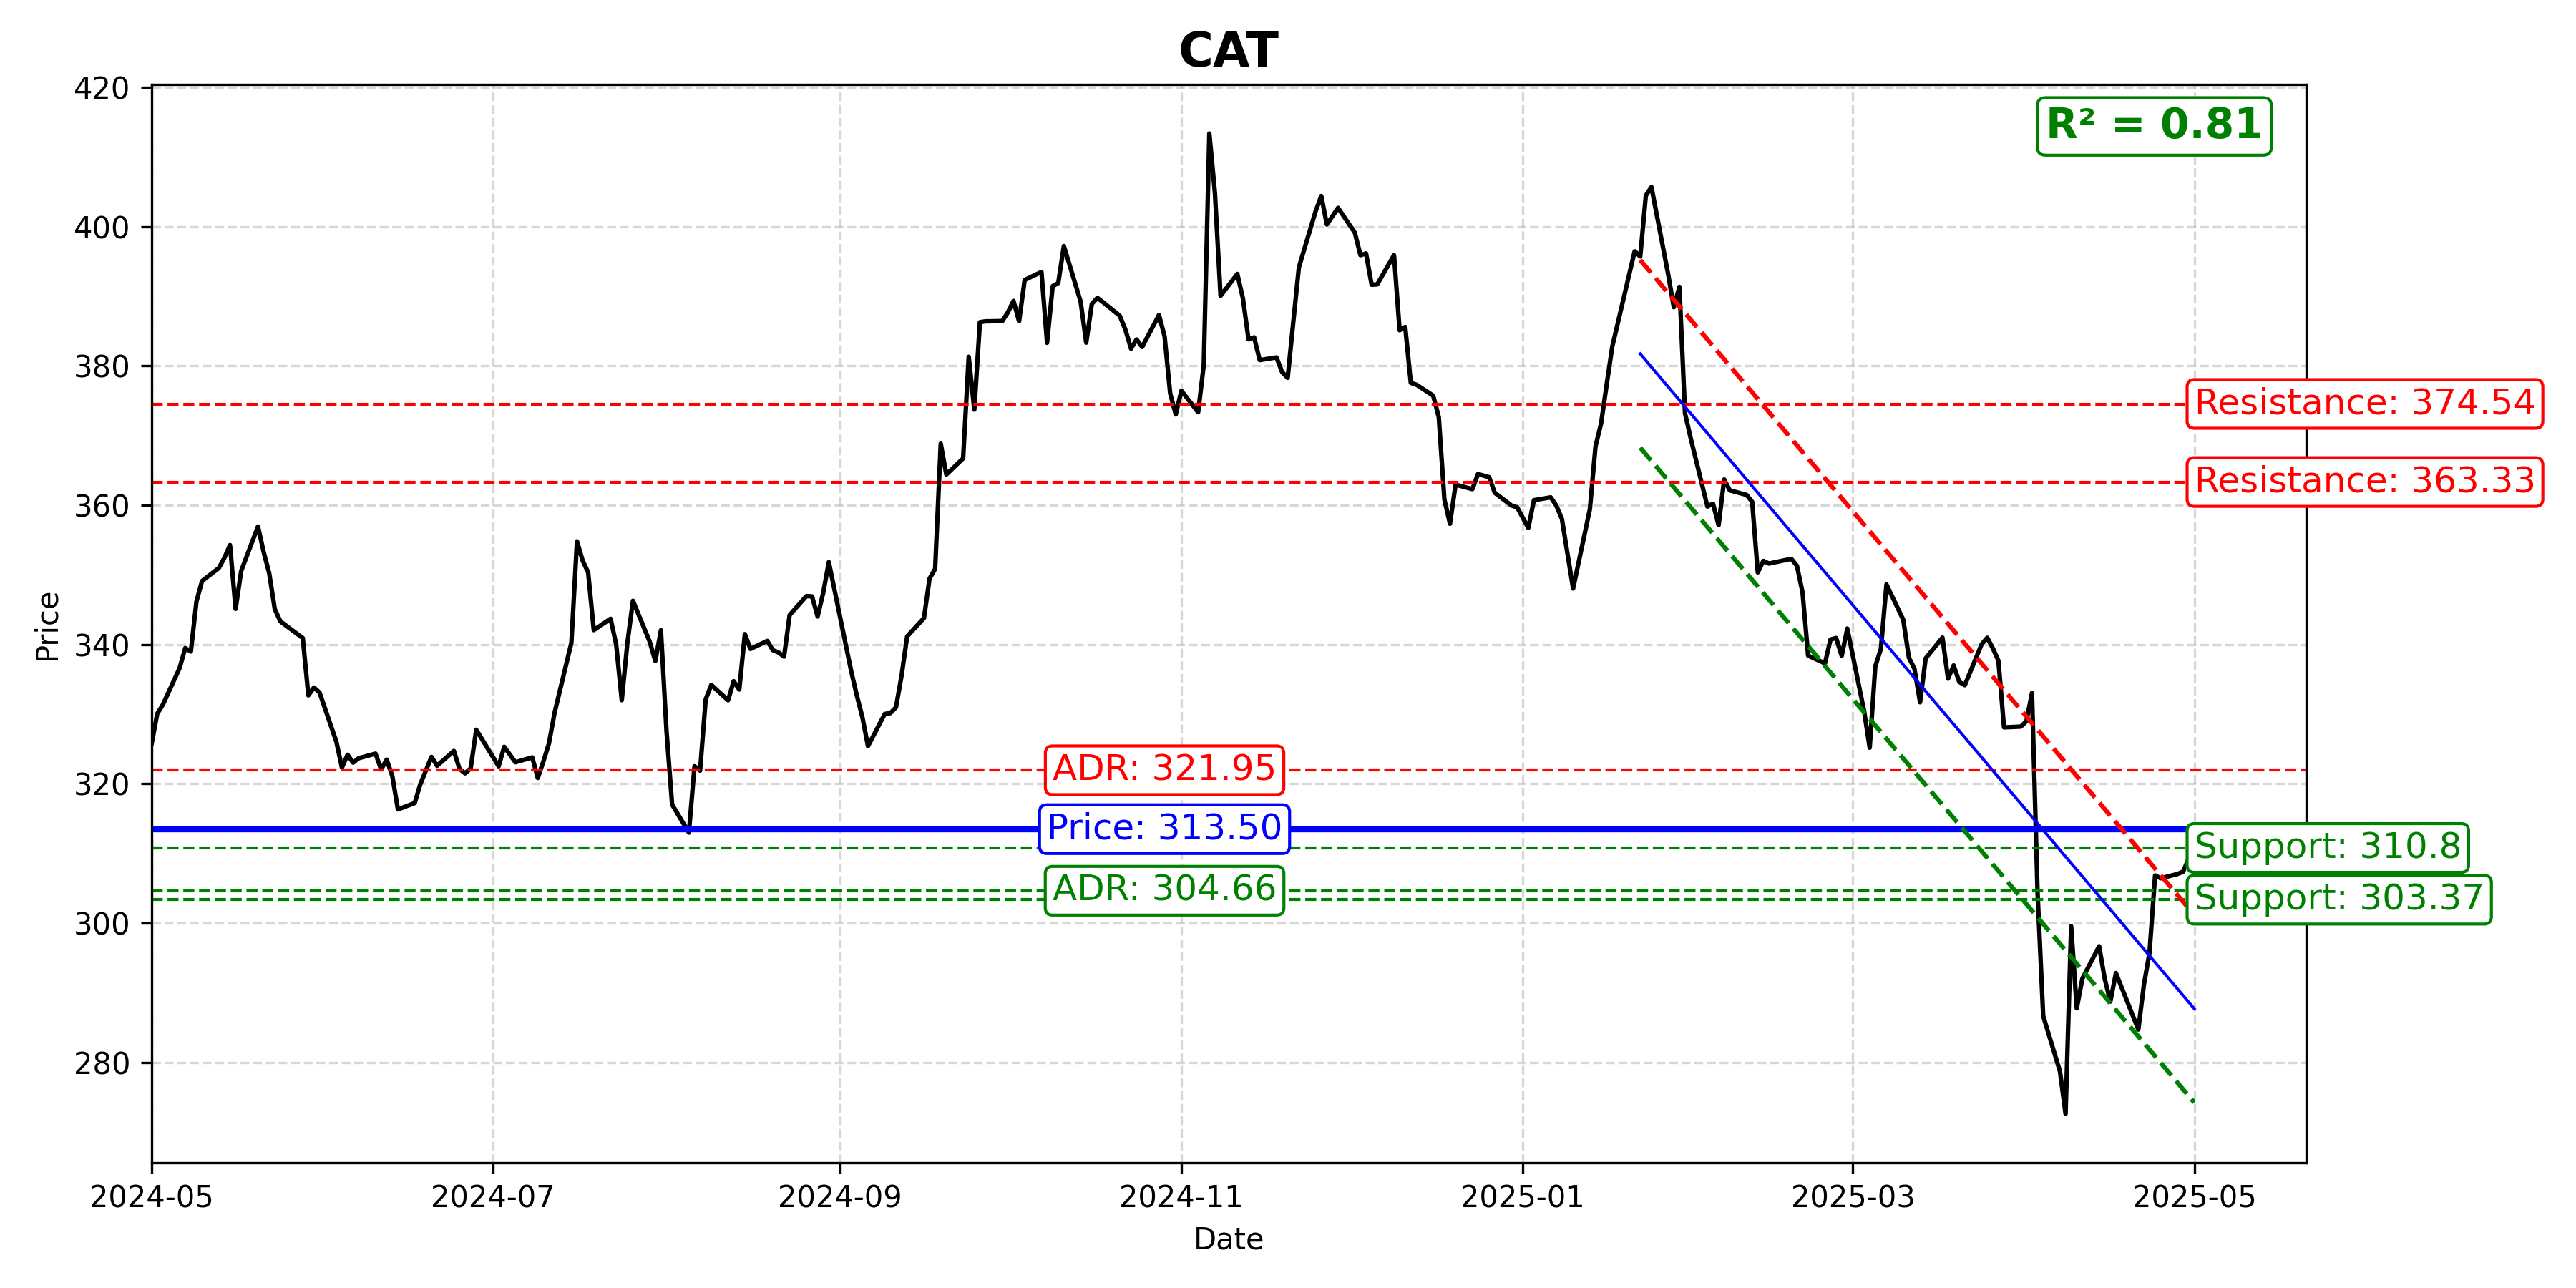 CAT
R² = 0.81
420
400
380
360
340
320
300
280
Price
Resistance: 374.54
Resistance: 363.33
ADR: 321.95
Price: 313.50
Support: 310.8
ADR: 304.66
Support: 303.37
2024-05
2024-07
2024-09
2024-11
2025-01
2025-03
2025-05
Date